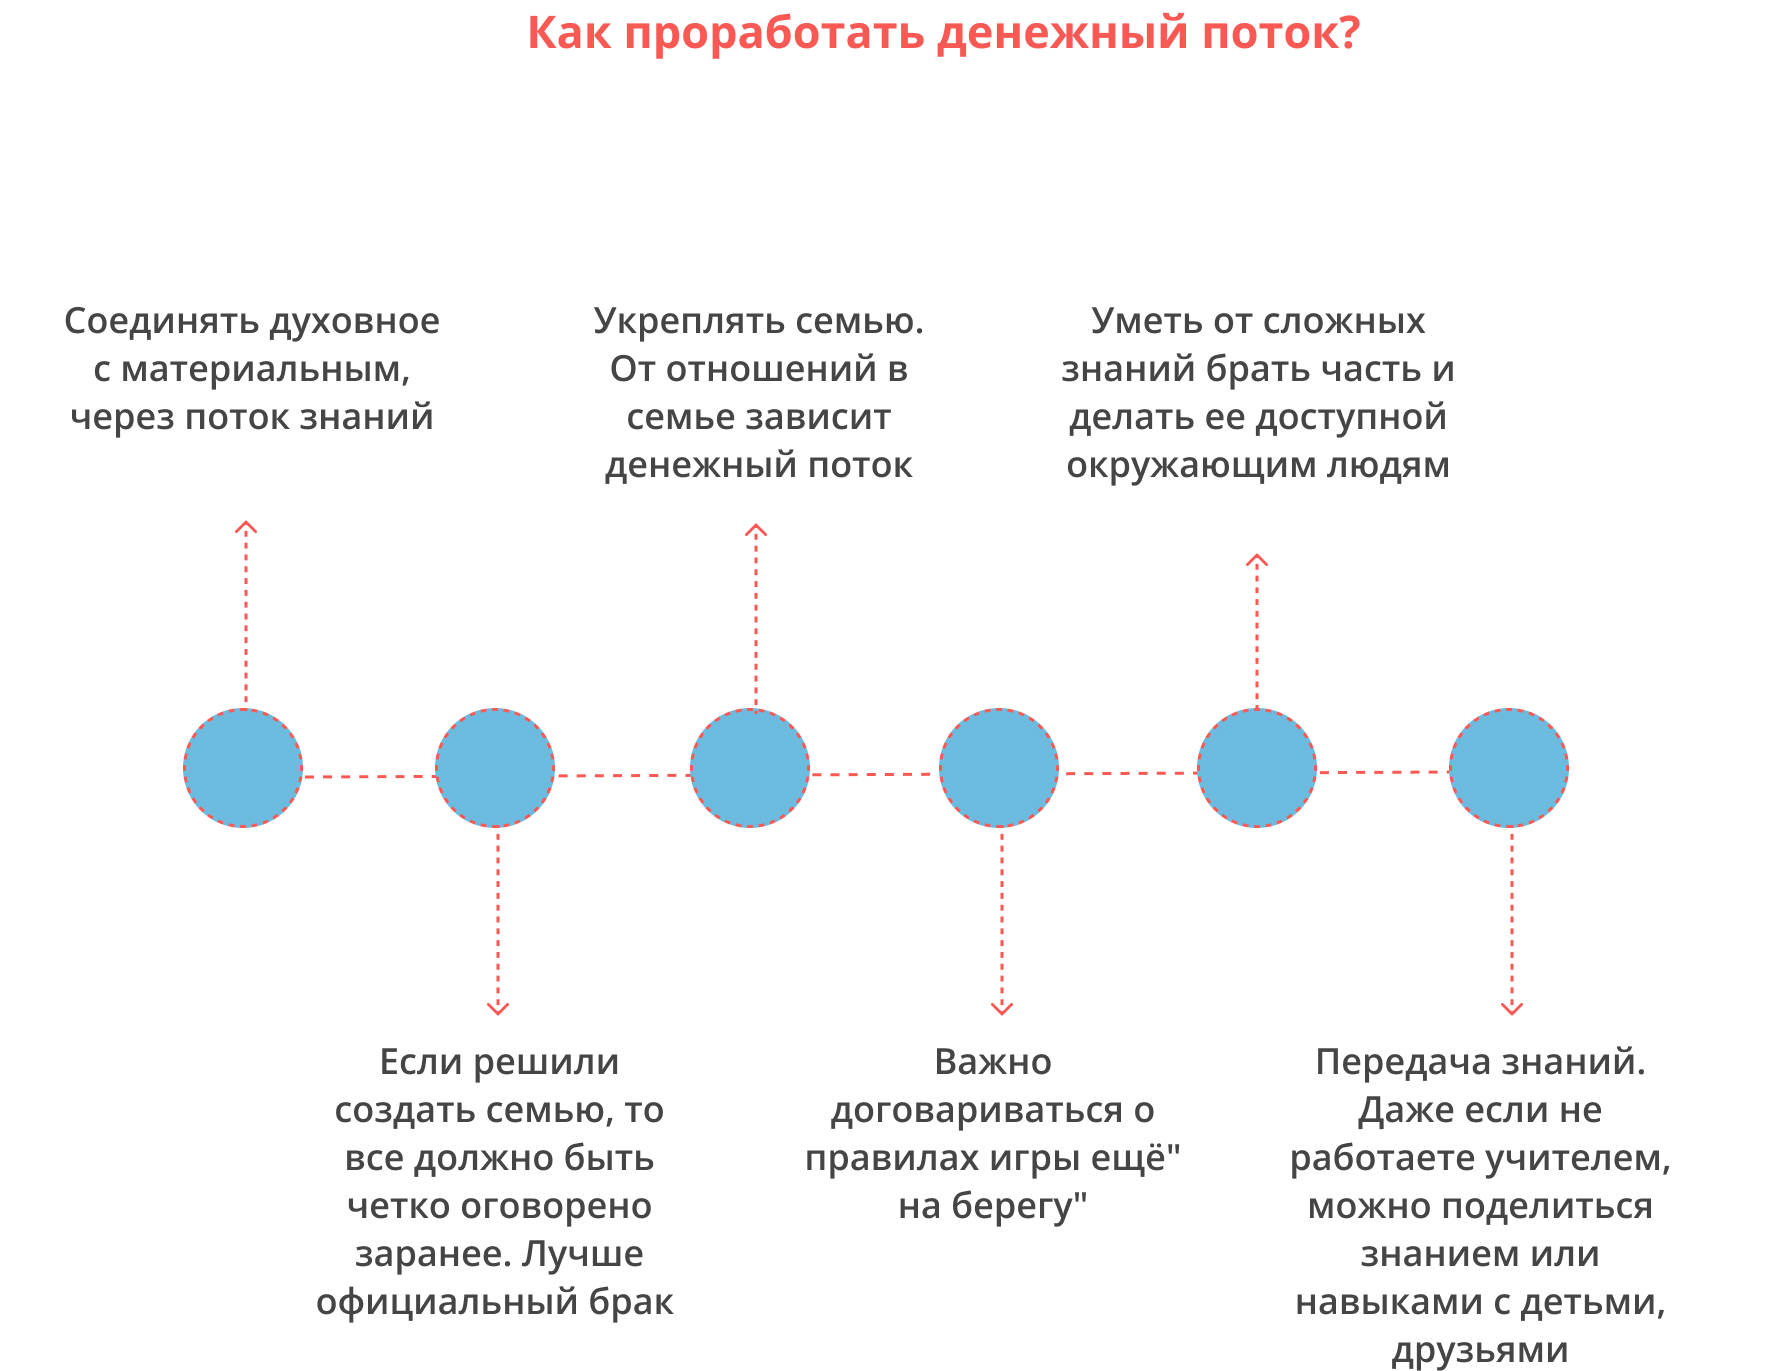 Как проработать денежный поток?
Соединять духовное
с материальным,
через поток знаний
Укреплять семью.
От отношений в
семье зависит
денежный поток
Уметь от сложных
знаний брать часть и
делать ее доступной
окружающим людям
Если решили
создать семью, то
все должно быть
четко оговорено
заранее. Лучше
официальный брак
Важно
договариваться о
правилах игры ещё"
на берегу"
Передача знаний.
Даже если не
работаете учителем,
можно поделиться
знанием или
навыками с детьми,
друзьями